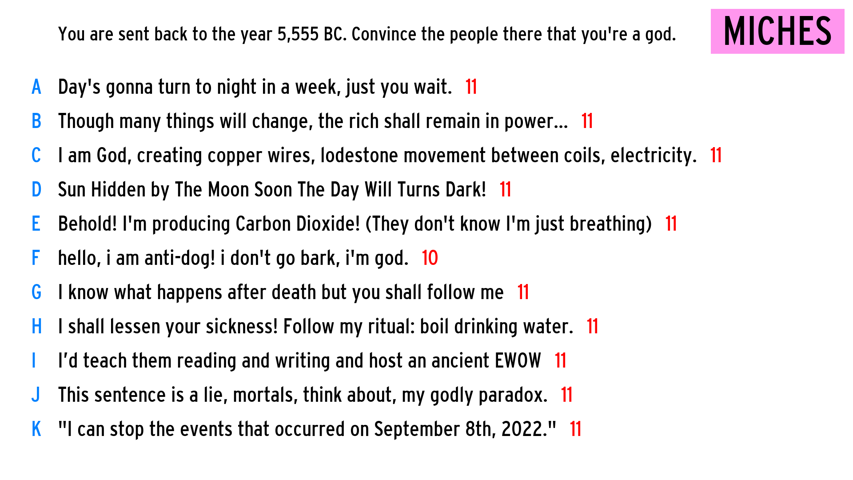 You are sent back to the year 5,555 BC. Convince the people there that you're a god.
MICHES
A Day's gonna turn to night in a week, just you wait. 11
B Though many things will change, the rich shall remain in power... 11
C I am God, creating copper wires, lodestone movement between coils, electricity. 11
D Sun Hidden by The Moon Soon The Day Will Turns Dark! 11
E Behold! I'm producing Carbon Dioxide! (They don't know I'm just breathing) 11
F hello, i am anti-dog! i don't go bark, i'm god. 10
G I know what happens after death but you shall follow me 11
H I shall lessen your sickness! Follow my ritual: boil drinking water. 11
I I’d teach them reading and writing and host an ancient EWOW 11
J This sentence is a lie, mortals, think about, my godly paradox. 11
K "I can stop the events that occurred on September 8th, 2022." 11